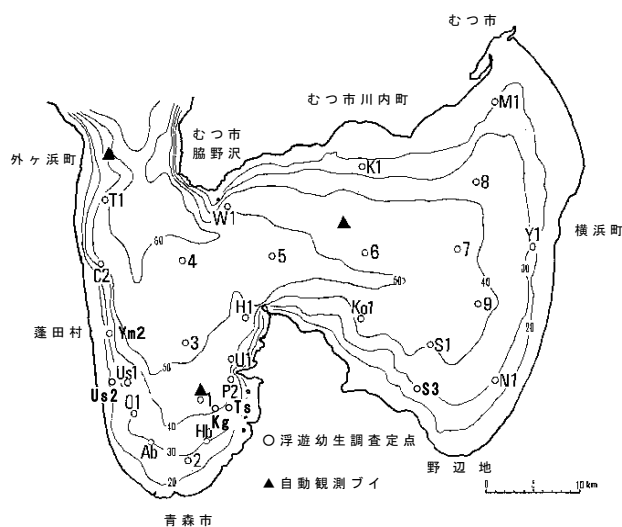 むつ市
むつ市川内町
M1
むつ市
脇野沢
外ヶ浜町
K1
8
T1
W1
横浜町
Y1
60
4
5
6
7
30
C2
50
40
20
9
H1
Ko1
蓬田村
Ym2
3
S1
U1
50
Us1
P2
S3
N1
Us2
1
Ts
O1
40
Kg
Hb
30
Ab
2
20
○浮遊幼生調査定点
野辺地
▲自動観測ブイ
0
5
10km
青森市